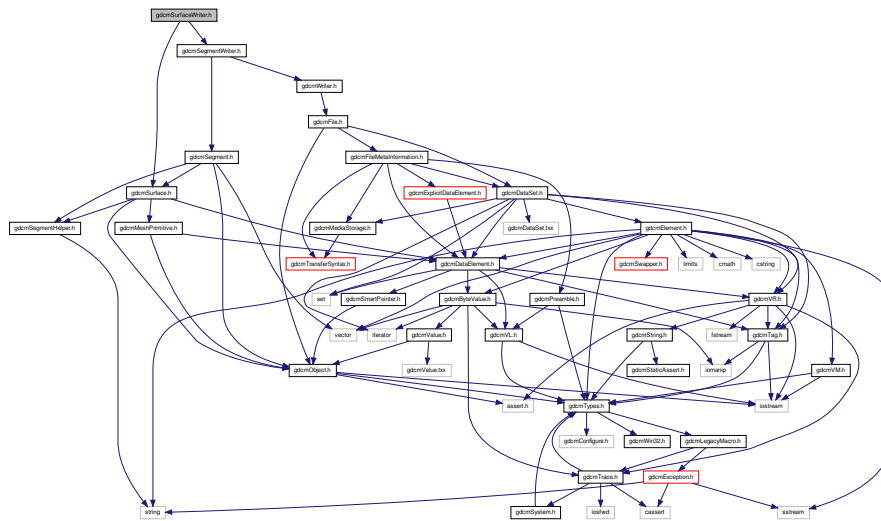 gdcmSurfaceWriter.h
gdcmSegmentWriter.h
gdcmWriter.h
gdcmFile.h
gdcmSegment.h
gdcmFileMetaInformation.h
gdcmSurface.h
gdcmExplicitDataElement.h
gdcmDataSet.h
gdcmSegmentHelper.h
gdcmMeshPrimitive.h
gdcmMediaStorage.h
gdcmDataSet.txx
gdcmElement.h
gdcmTransferSyntax.h
gdcmDataElement.h
gdcmSwapper.h
limits
cmath
cstring
set
gdcmSmartPointer.h
gdcmByteValue.h
gdcmPreamble.h
gdcmVR.h
vector
iterator
gdcmValue.h
gdcmVL.h
gdcmString.h
fstream
gdcmTag.h
gdcmObject.h
gdcmValue.txx
gdcmStaticAssert.h
iomanip
gdcmVM.h
assert.h
gdcmTypes.h
iostream
gdcmConfigure.h
gdcmWin32.h
gdcmLegacyMacro.h
gdcmTrace.h
gdcmException.h
string
gdcmSystem.h
iosfwd
cassert
sstream